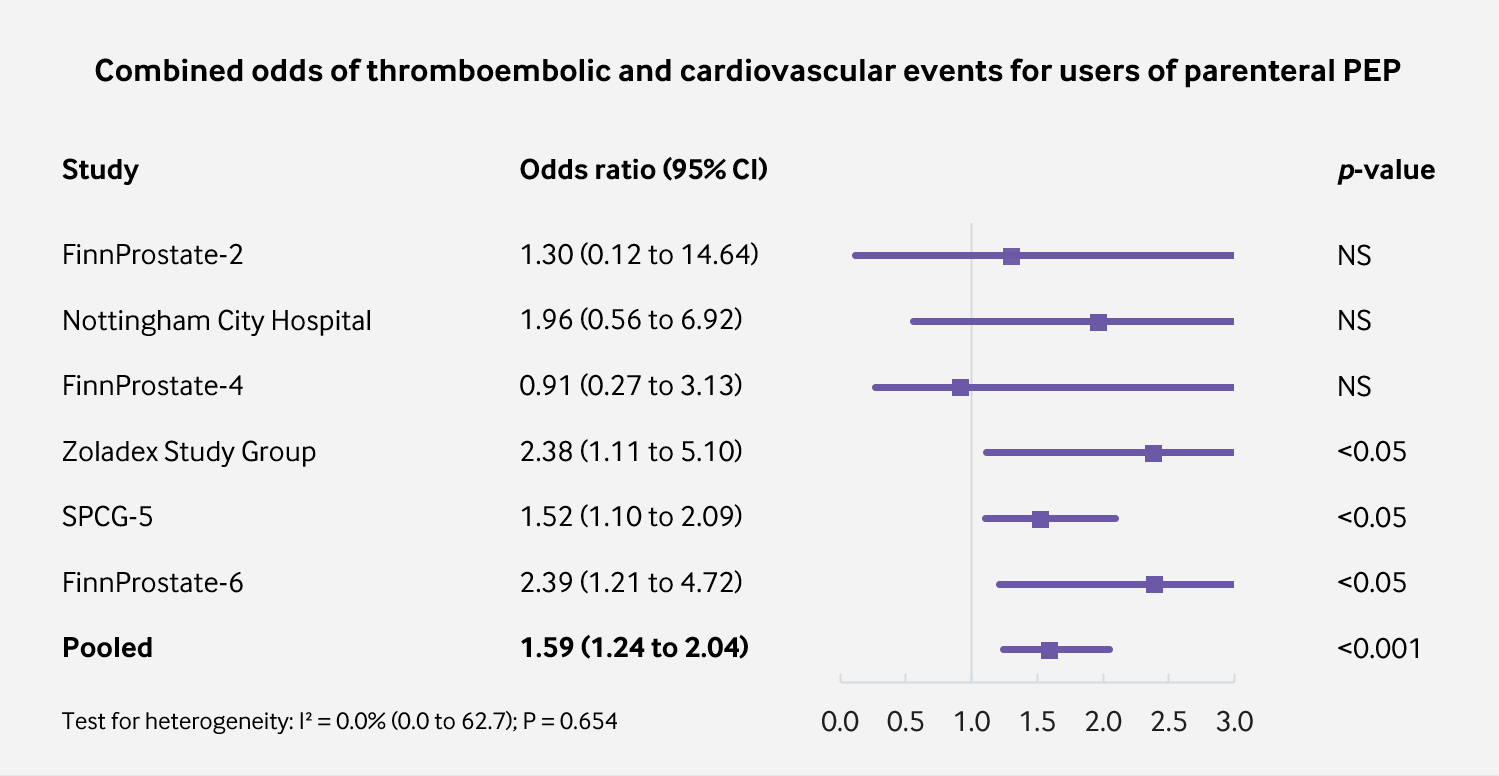 Combined odds of thromboembolic and cardiovascular events for users of parenteral PEP
Study Odds ratio (95% CI) p-value
FinnProstate-2 1.30 (0.12 to 14.64) NS
Nottingham City Hospital 1.96 (0.56 to 6.92) NS
FinnProstate-4 0.91 (0.27 to 3.13) NS
Zoladex Study Group 2.38 (1.11 to 5.10) <0.05
SPCG-5 1.52 (1.10 to 2.09) <0.05
FinnProstate-6 2.39 (1.21 to 4.72) <0.05
Pooled 1.59 (1.24 to 2.04) <0.001
Test for heterogeneity: I² = 0.0% (0.0 to 62.7); P = 0.654
0.0 0.5 1.0 1.5 2.0 2.5 3.0